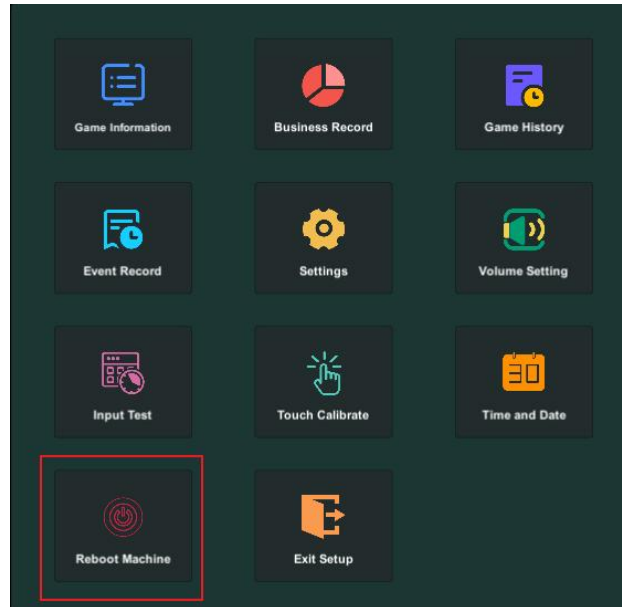 Game Information
Business Record
Game History
Event Record
Settings
Volume Setting
Input Test
Touch Calibrate
30
Time and Date
Reboot Machine
Exit Setup